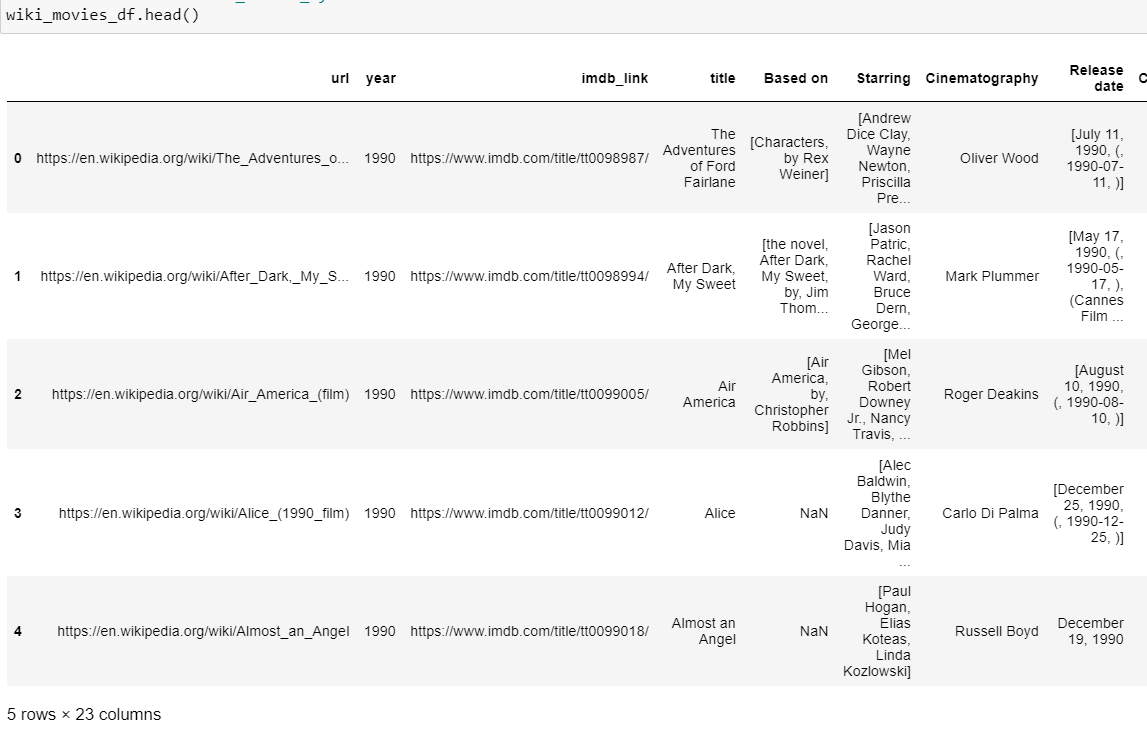 wiki_movies_df.head()
url year imdb_link title Based on Starring Cinematography Release date C
0 https://en.wikipedia.org/wiki/The_Adventures_o... 1990 https://www.imdb.com/title/tt0098987/ The Adventures of Ford Fairlane [Characters, by Rex Weiner] [Andrew Dice Clay, Wayne Newton, Priscilla Pre... Oliver Wood [July 11, 1990, (, 1990-07-11, )]
1 https://en.wikipedia.org/wiki/After_Dark,_My_S... 1990 https://www.imdb.com/title/tt0098994/ After Dark, My Sweet [the novel, After Dark, My Sweet, by, Jim Thom... [Jason Patric, Rachel Ward, Bruce Dern, George... Mark Plummer [May 17, 1990, (, 1990-05-17, ), (Cannes Film ...
2 https://en.wikipedia.org/wiki/Air_America_(film) 1990 https://www.imdb.com/title/tt0099005/ Air America [Air America, by, Christopher Robbins] [Mel Gibson, Robert Downey Jr., Nancy Travis, ... Roger Deakins [August 10, 1990, (, 1990-08-10, )]
3 https://en.wikipedia.org/wiki/Alice_(1990_film) 1990 https://www.imdb.com/title/tt0099012/ Alice NaN [Alec Baldwin, Blythe Danner, Judy Davis, Mia ... Carlo Di Palma [December 25, 1990, (, 1990-12-25, )]
4 https://en.wikipedia.org/wiki/Almost_an_Angel 1990 https://www.imdb.com/title/tt0099018/ Almost an Angel NaN [Paul Hogan, Elias Koteas, Linda Kozlowski] Russell Boyd December 19, 1990
5 rows × 23 columns